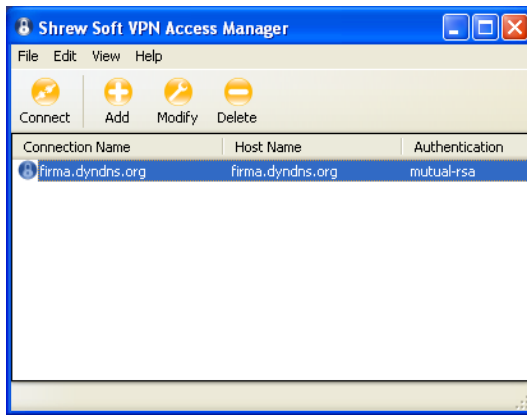 Shrew Soft VPN Access Manager
File Edit View Help
Connect Add Modify Delete
Connection Name Host Name Authentication
firma.dyndns.org firma.dyndns.org mutual-rsa